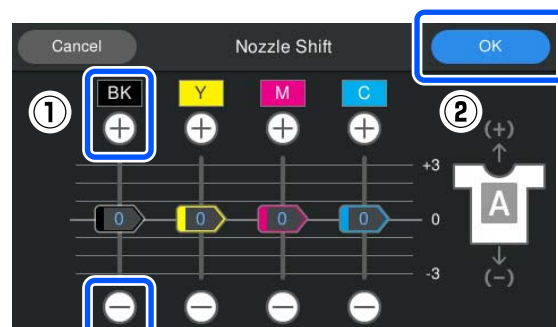 Cancel Nozzle Shift OK
① BK Y M C ②
+ + + + (+)
+3
A
0 0 0 0 0
-3 (−)
− − − −